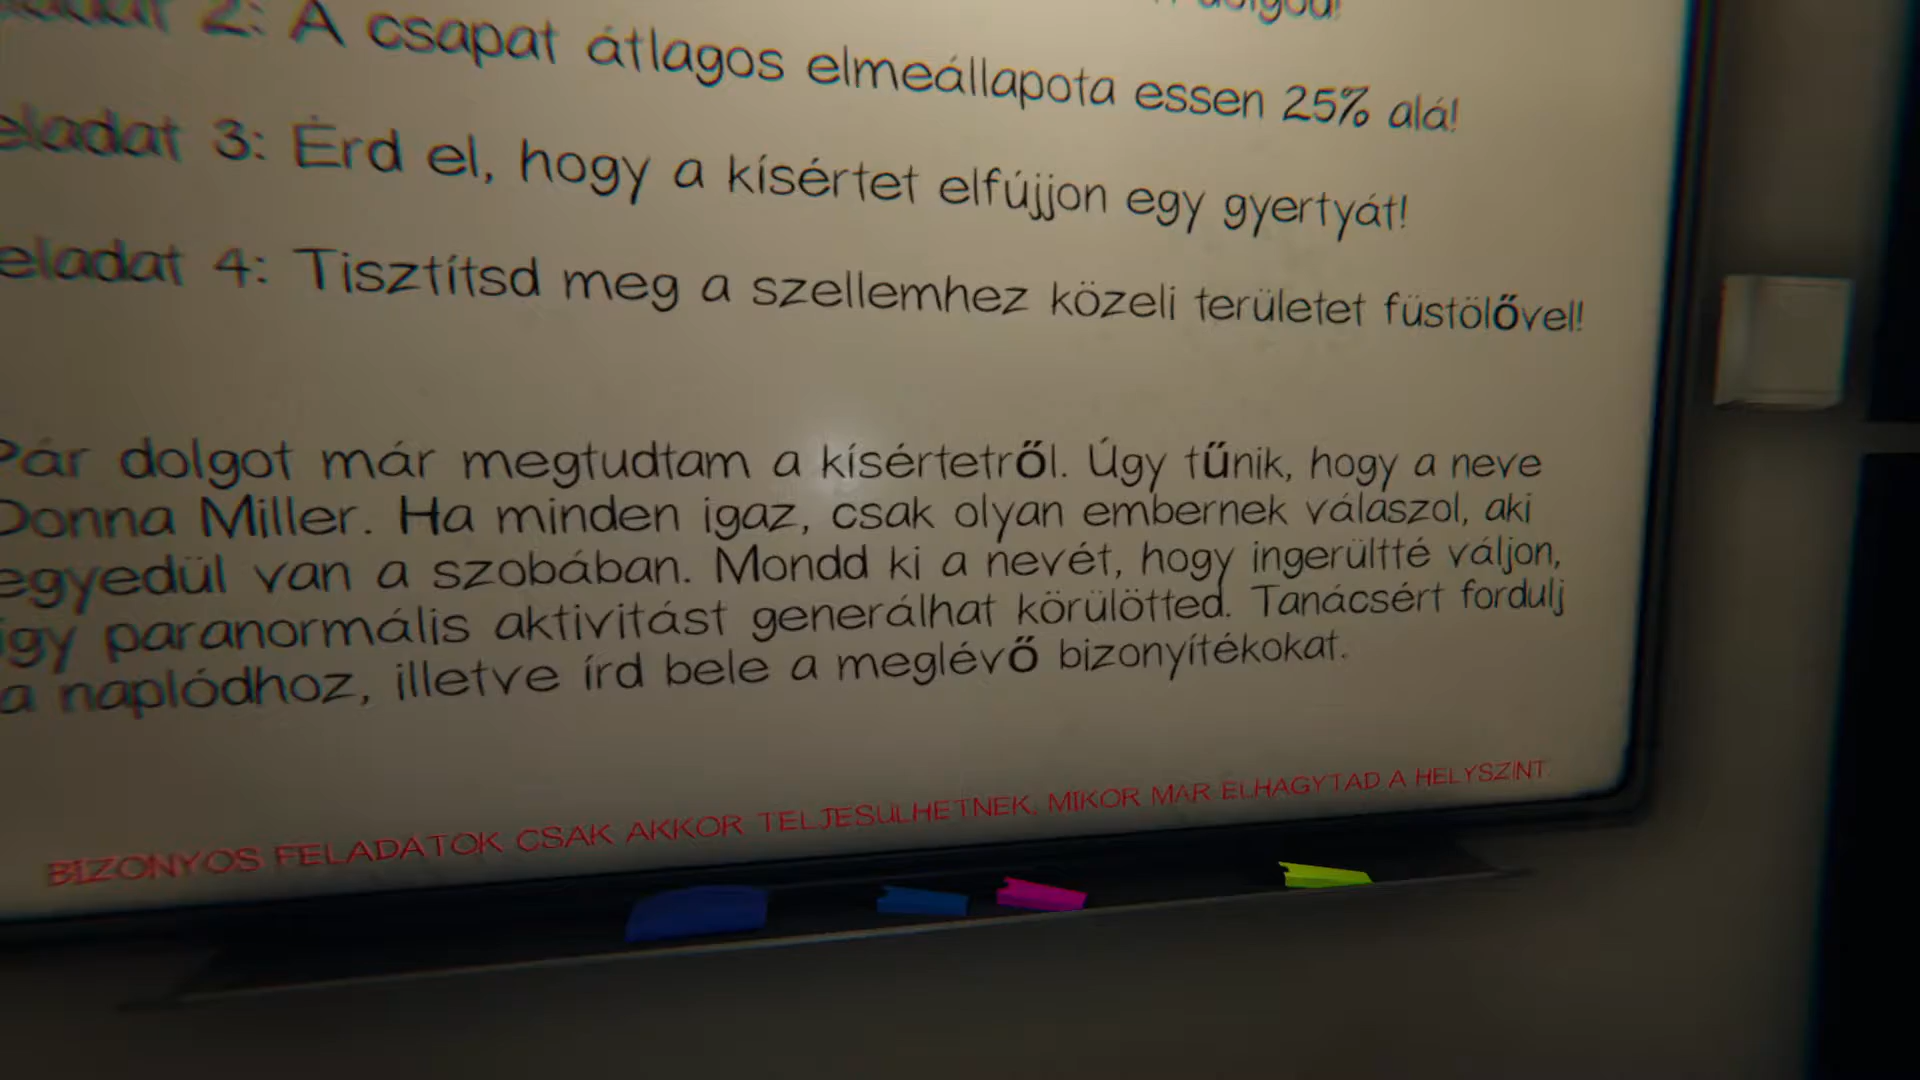 2: A csapat átlagos elmeállapota essen 25% alá!
eladat 3: Érd el, hogy a kísértet elfújjon egy gyertyát!
eladat 4: Tisztítsd meg a szellemhez közeli területet füstölővel!
Pár dolgot már megtudtam a kísértetről. Úgy tűnik, hogy a neve
Donna Miller. Ha minden igaz, csak olyan embernek válaszol, aki
egyedül van a szobában. Mondd ki a nevét, hogy ingerültté váljon,
így paranormális aktivitást generálhat körülötted. Tanácsért fordulj
a naplódhoz, illetve írd bele a meglévő bizonyítékokat.
BIZONYOS FELADATOK CSAK AKKOR TELJESÜLHETNEK, MIKOR MÁR ELHAGYTAD A HELYSZÍNT.